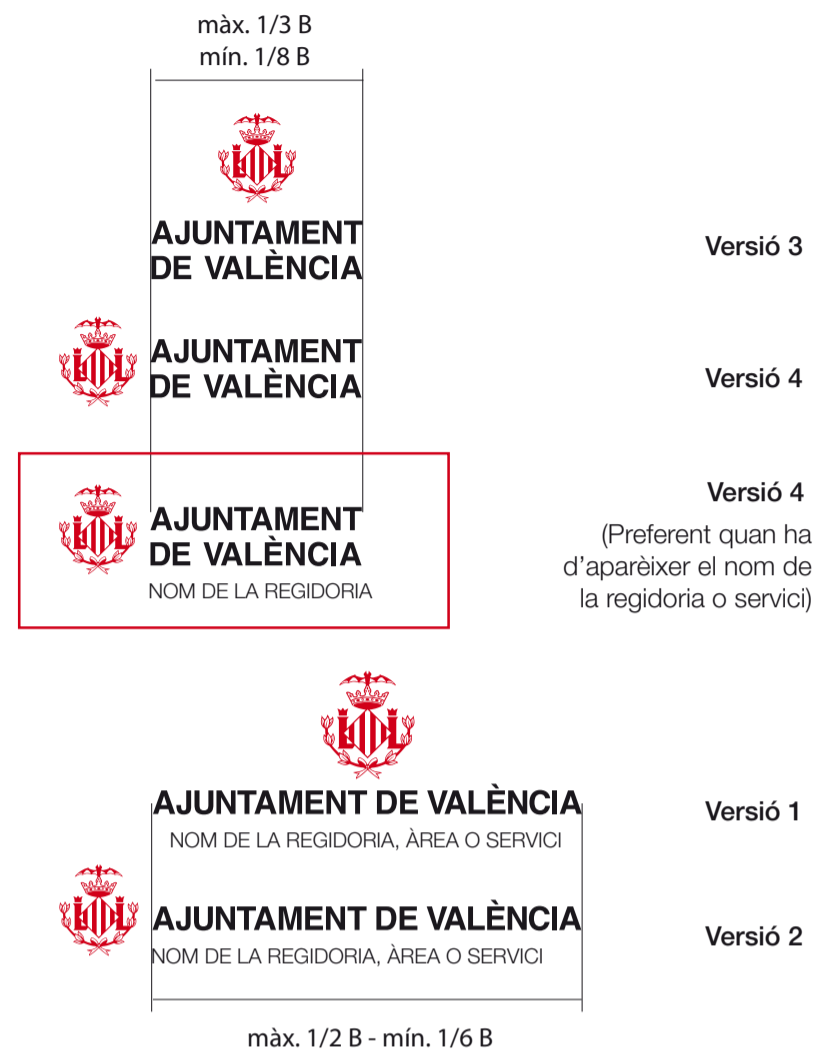 màx. 1/3 B
mín. 1/8 B
AJUNTAMENT
DE VALÈNCIA
Versió 3
AJUNTAMENT
DE VALÈNCIA
Versió 4
AJUNTAMENT
DE VALÈNCIA
NOM DE LA REGIDORIA
Versió 4
(Preferent quan ha
d’aparèixer el nom de
la regidoria o servici)
AJUNTAMENT DE VALÈNCIA
NOM DE LA REGIDORIA, ÀREA O SERVICI
Versió 1
AJUNTAMENT DE VALÈNCIA
NOM DE LA REGIDORIA, ÀREA O SERVICI
Versió 2
màx. 1/2 B - mín. 1/6 B